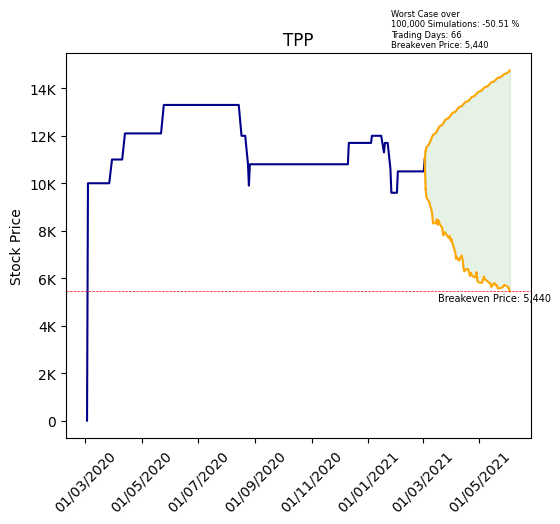 Worst Case over
100,000 Simulations: -50.51 %
Trading Days: 66
Breakeven Price: 5,440
TPP
Stock Price
14K
12K
10K
8K
6K
4K
2K
0
Breakeven Price: 5,440
01/03/2020
01/05/2020
01/07/2020
01/09/2020
01/11/2020
01/01/2021
01/03/2021
01/05/2021